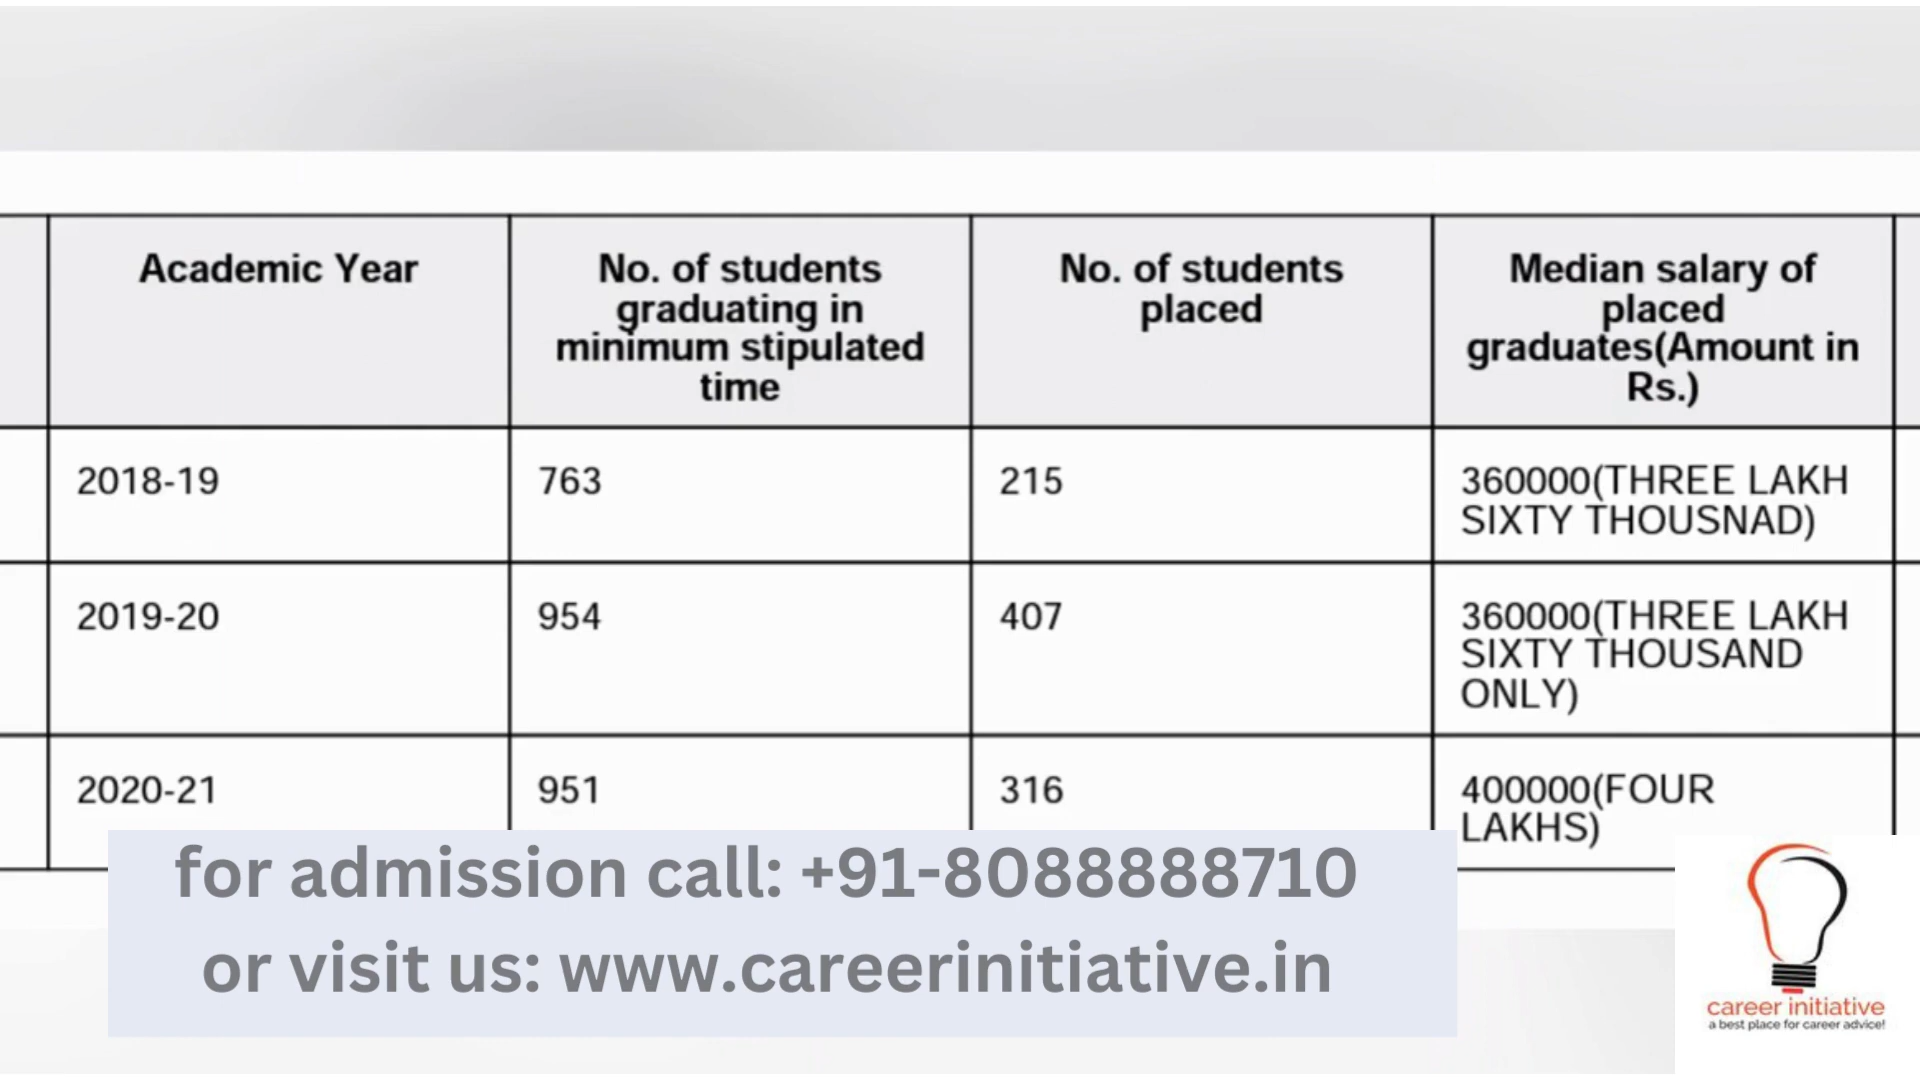 Academic Year
No. of students
graduating in
minimum stipulated
time
No. of students
placed
Median salary of
placed
graduates(Amount in
Rs.)
2018-19
763
215
360000(THREE LAKH
SIXTY THOUSNAD)
2019-20
954
407
360000(THREE LAKH
SIXTY THOUSAND
ONLY)
2020-21
951
316
400000(FOUR
LAKHS)
for admission call: +91-8088888710
or visit us: www.careerinitiative.in
career initiative
a best place for career advice!